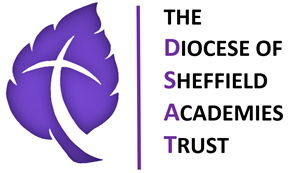 THE
DIOCESE OF
SHEFFIELD
ACADEMIES
TRUST